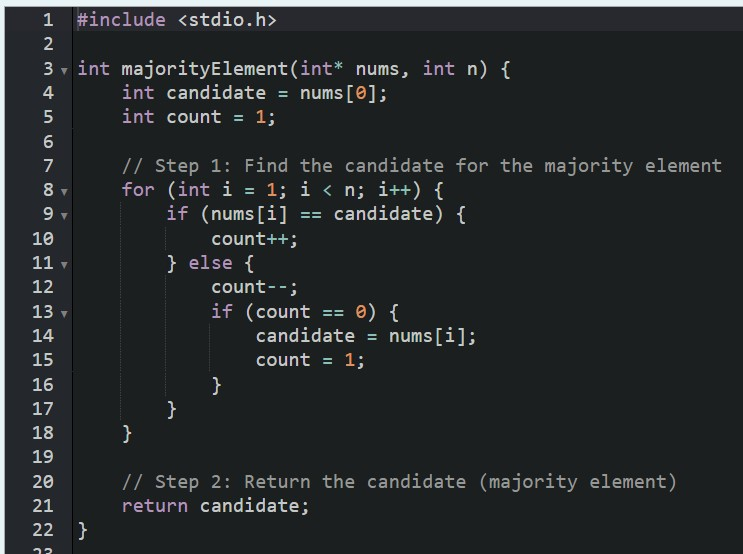 1 #include <stdio.h>
2
3 int majorityElement(int* nums, int n) {
4     int candidate = nums[0];
5     int count = 1;
6
7     // Step 1: Find the candidate for the majority element
8     for (int i = 1; i < n; i++) {
9         if (nums[i] == candidate) {
10             count++;
11         } else {
12             count--;
13             if (count == 0) {
14                 candidate = nums[i];
15                 count = 1;
16             }
17         }
18     }
19
20     // Step 2: Return the candidate (majority element)
21     return candidate;
22 }
23